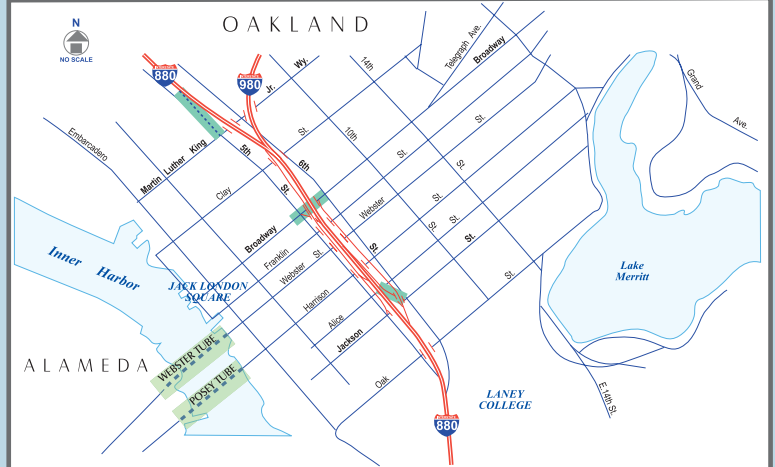 OAKLAND
N
NO SCALE
880
980
Telegraph Ave.
Broadway
14th
Wy.
Jr.
Grand
Ave.
Embarcadero
Martin Luther King
5th
St.
6th
St.
10th
St.
St.
St.
Clay
Webster
St.
St.
St.
St.
St.
St.
Broadway
Franklin
Webster
St.
Harrison
Alice
Jackson
Oak
Inner Harbor
JACK LONDON
SQUARE
Lake
Merritt
ALAMEDA
WEBSTER TUBE
POSEY TUBE
LANEY
COLLEGE
E.14th St.
880